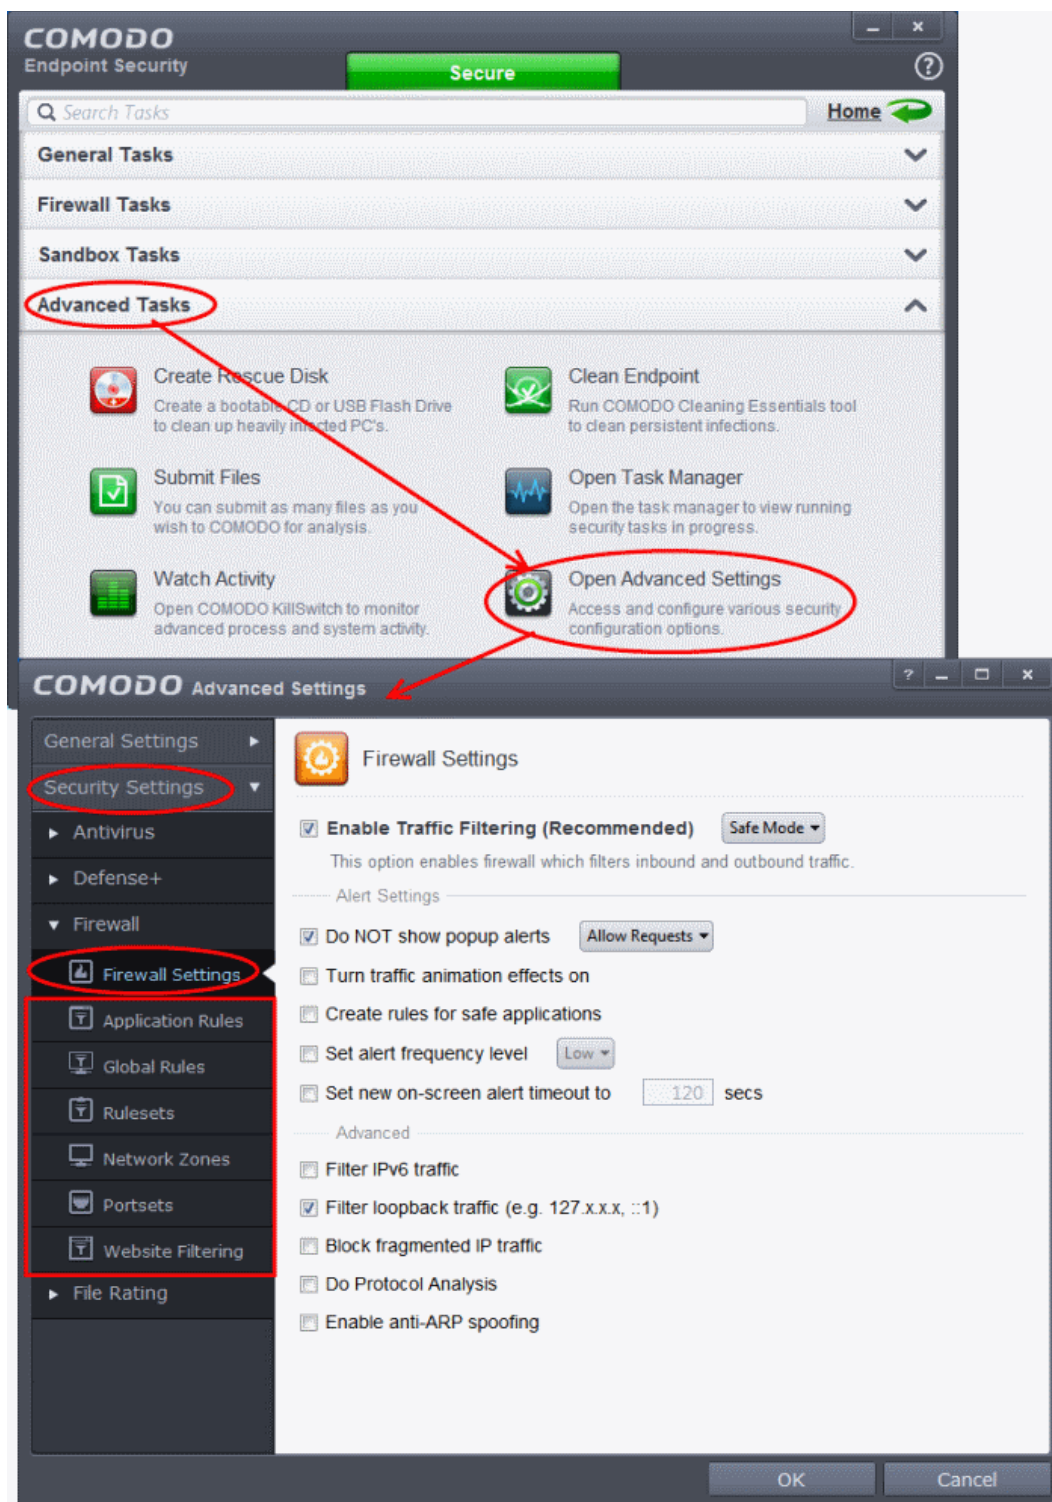 COMODO
Endpoint Security
Secure
?
Search Tasks
Home
General Tasks
Firewall Tasks
Sandbox Tasks
Advanced Tasks
Create Rescue Disk
Create a bootable CD or USB Flash Drive
to clean up heavily infected PC's.
Clean Endpoint
Run COMODO Cleaning Essentials tool
to clean persistent infections.
Submit Files
You can submit as many files as you
wish to COMODO for analysis.
Open Task Manager
Open the task manager to view running
security tasks in progress.
Watch Activity
Open COMODO KillSwitch to monitor
advanced process and system activity.
Open Advanced Settings
Access and configure various security
configuration options.
COMODO Advanced Settings
?
General Settings
Security Settings
Antivirus
Defense+
Firewall
Firewall Settings
Application Rules
Global Rules
Rulesets
Network Zones
Portsets
Website Filtering
File Rating
Firewall Settings
Enable Traffic Filtering (Recommended) Safe Mode
This option enables firewall which filters inbound and outbound traffic.
Alert Settings
Do NOT show popup alerts Allow Requests
Turn traffic animation effects on
Create rules for safe applications
Set alert frequency level Low
Set new on-screen alert timeout to 120 secs
Advanced
Filter IPv6 traffic
Filter loopback traffic (e.g. 127.x.x.x, ::1)
Block fragmented IP traffic
Do Protocol Analysis
Enable anti-ARP spoofing
OK
Cancel